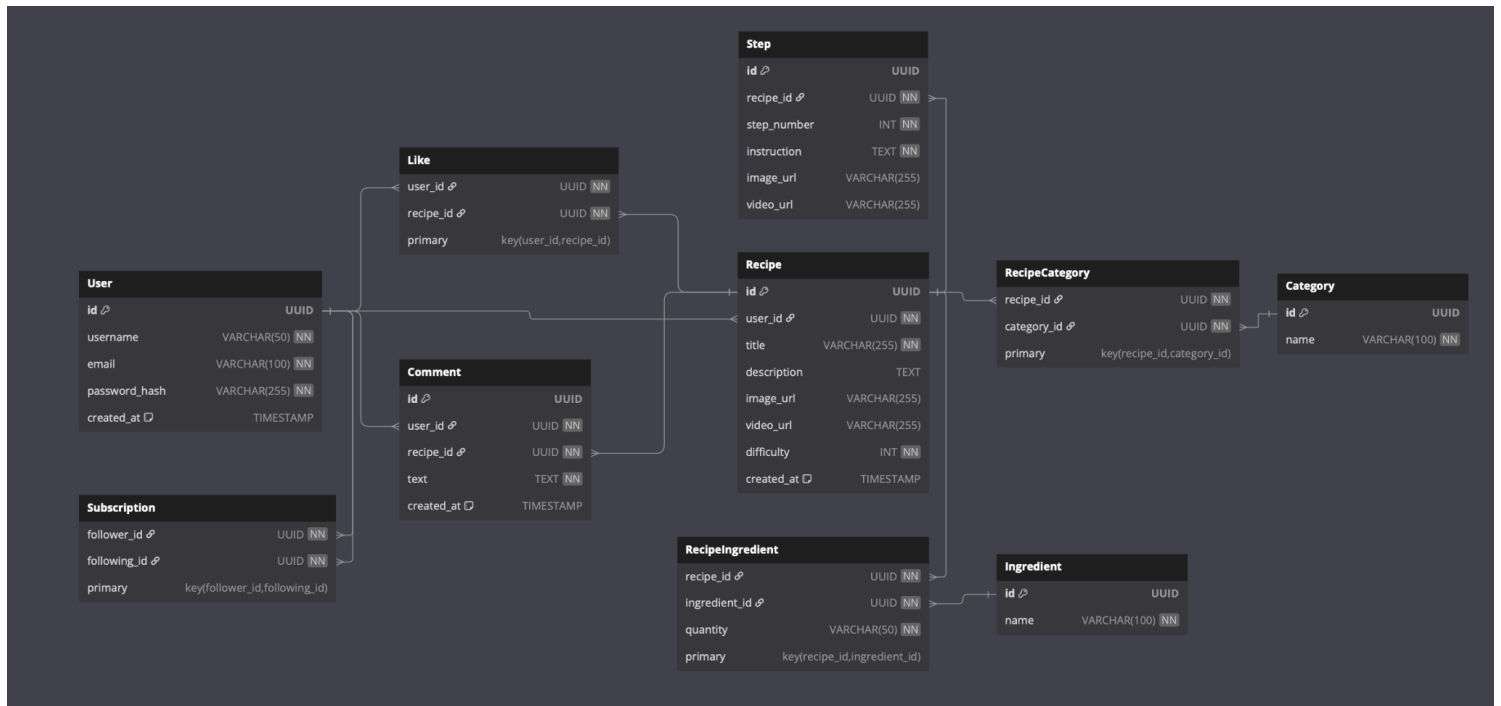 Step
id UUID
recipe_id UUID NN
step_number INT NN
instruction TEXT NN
image_url VARCHAR(255)
video_url VARCHAR(255)
Like
user_id UUID NN
recipe_id UUID NN
primary key(user_id,recipe_id)
User
id UUID
username VARCHAR(50) NN
email VARCHAR(100) NN
password_hash VARCHAR(255) NN
created_at TIMESTAMP
Recipe
id UUID
user_id UUID NN
title VARCHAR(255) NN
description TEXT
image_url VARCHAR(255)
video_url VARCHAR(255)
difficulty INT NN
created_at TIMESTAMP
RecipeCategory
recipe_id UUID NN
category_id UUID NN
primary key(recipe_id,category_id)
Category
id UUID
name VARCHAR(100) NN
Comment
id UUID
user_id UUID NN
recipe_id UUID NN
text TEXT NN
created_at TIMESTAMP
Subscription
follower_id UUID NN
following_id UUID NN
primary key(follower_id,following_id)
RecipeIngredient
recipe_id UUID NN
ingredient_id UUID NN
quantity VARCHAR(50) NN
primary key(recipe_id,ingredient_id)
Ingredient
id UUID
name VARCHAR(100) NN